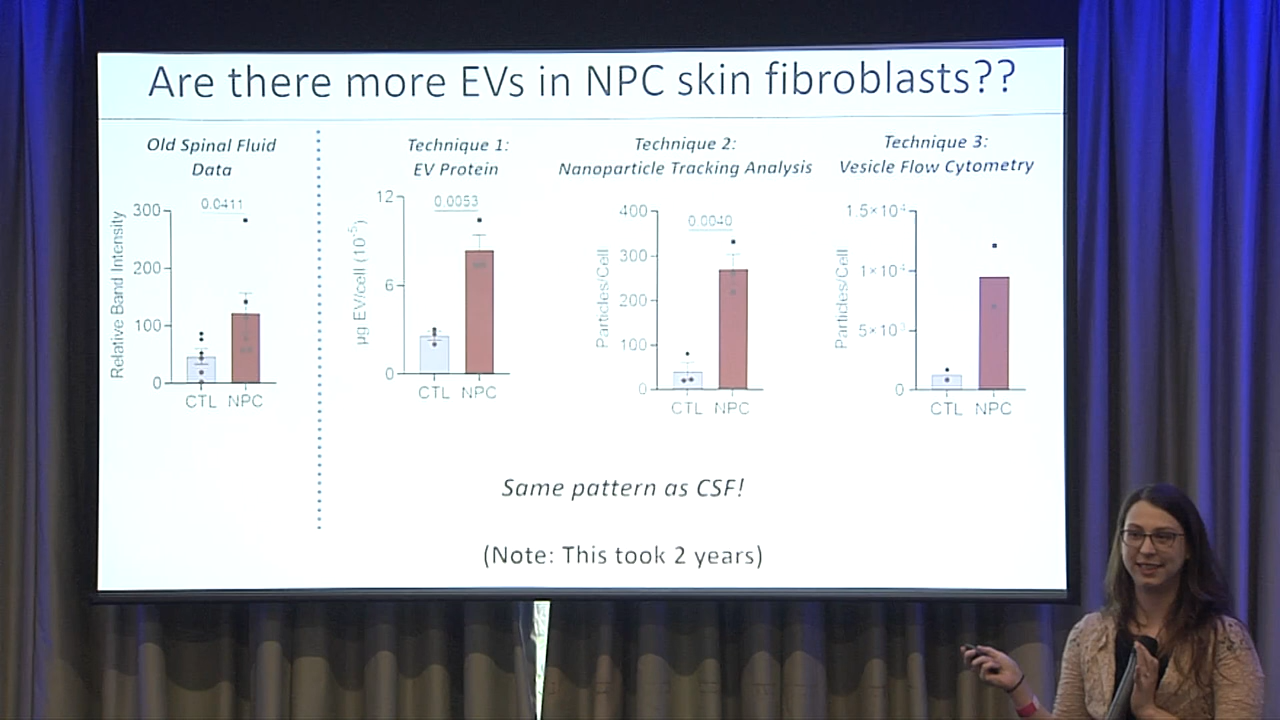 Are there more EVs in NPC skin fibroblasts??
Old Spinal Fluid
Data
Relative Band Intensity
300
200
100
0
0.0411
CTL NPC
Technique 1:
EV Protein
µg EV/cell (10⁻⁵)
12
6
0
0.0053
CTL NPC
Technique 2:
Nanoparticle Tracking Analysis
Particles/Cell
400
300
200
100
0
0.0040
CTL NPC
Technique 3:
Vesicle Flow Cytometry
Particles/Cell
0
CTL NPC
Same pattern as CSF!
(Note: This took 2 years)